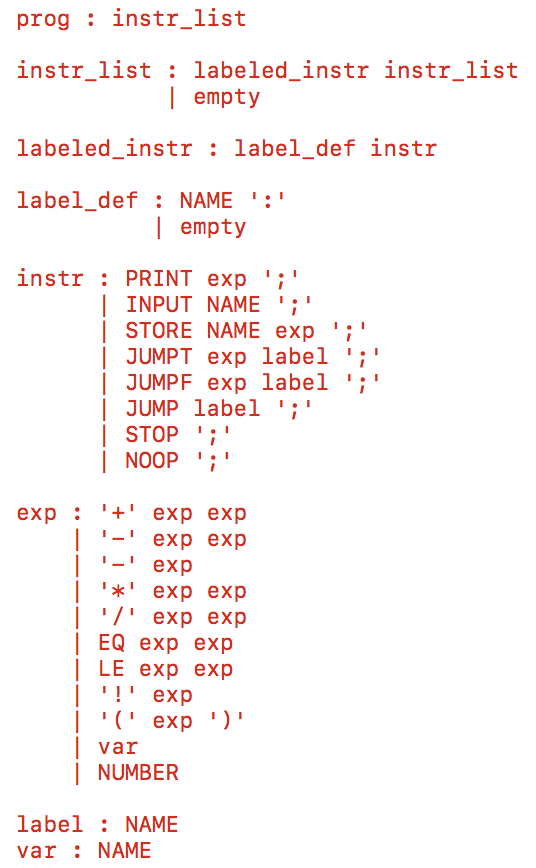 prog : instr_list
instr_list : labeled_instr instr_list
| empty
labeled_instr : label_def instr
label_def : NAME ':'
| empty
instr : PRINT exp ';'
| INPUT NAME ';'
| STORE NAME exp ';'
| JUMPT exp label ';'
| JUMPF exp label ';'
| JUMP label ';'
| STOP ';'
| NOOP ';'
exp : '+' exp exp
| '-' exp exp
| '-' exp
| '*' exp exp
| '/' exp exp
| EQ exp exp
| LE exp exp
| '!' exp
| '(' exp ')'
| var
| NUMBER
label : NAME
var : NAME